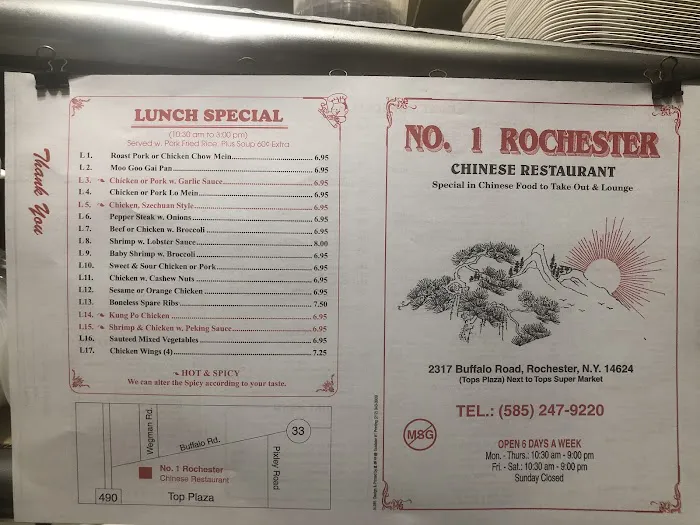 Thank You
LUNCH SPECIAL
(10:30 am to 3:00 pm)
Served w. Pork Fried Rice, Plus Soup 60¢ Extra
L 1. Roast Pork or Chicken Chow Mein 6.95
L 2. Moo Goo Gai Pan 6.95
L 3. Chicken or Pork w. Garlic Sauce 6.95
L 4. Chicken or Pork Lo Mein 6.95
L 5. Chicken, Szechuan Style 6.95
L 6. Pepper Steak w. Onions 6.95
L 7. Beef or Chicken w. Broccoli 6.95
L 8. Shrimp w. Lobster Sauce 8.00
L 9. Baby Shrimp w. Broccoli 6.95
L10. Sweet & Sour Chicken or Pork 6.95
L11. Chicken w. Cashew Nuts 6.95
L12. Sesame or Orange Chicken 6.95
L13. Boneless Spare Ribs 7.50
L14. Kung Po Chicken 6.95
L15. Shrimp & Chicken w. Peking Sauce 6.95
L16. Sauteed Mixed Vegetables 6.95
L17. Chicken Wings (4) 7.25
HOT & SPICY
We can alter the Spicy according to your taste.
Wegman Rd.
Buffalo Rd.
33
Pixley Road
No. 1 Rochester
Chinese Restaurant
490
Top Plaza
NO. 1 ROCHESTER
CHINESE RESTAURANT
Special in Chinese Food to Take Out & Lounge
2317 Buffalo Road, Rochester, N.Y. 14624
(Tops Plaza) Next to Tops Super Market
TEL.: (585) 247-9220
MSG
OPEN 6 DAYS A WEEK
Mon. - Thurs.: 10:30 am - 9:00 pm
Fri. - Sat.: 10:30 am - 9:00 pm
Sunday Closed